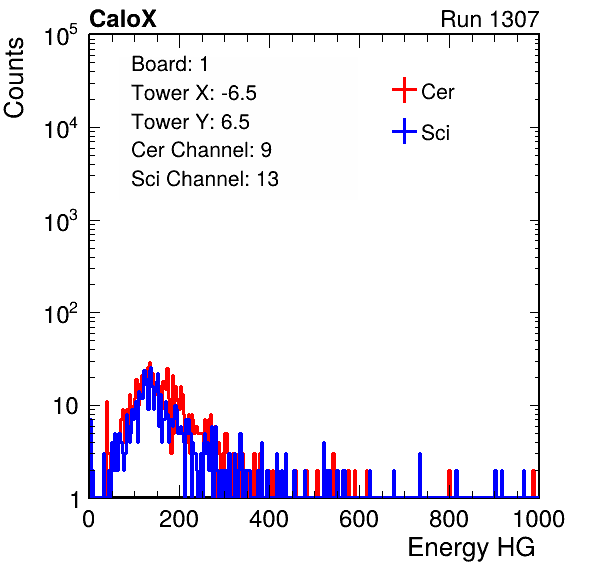 CaloX Run 1307
Counts
10^5
10^4
10^3
10^2
10
1
Board: 1
Tower X: -6.5
Tower Y: 6.5
Cer Channel: 9
Sci Channel: 13
Cer
Sci
0 200 400 600 800 1000
Energy HG